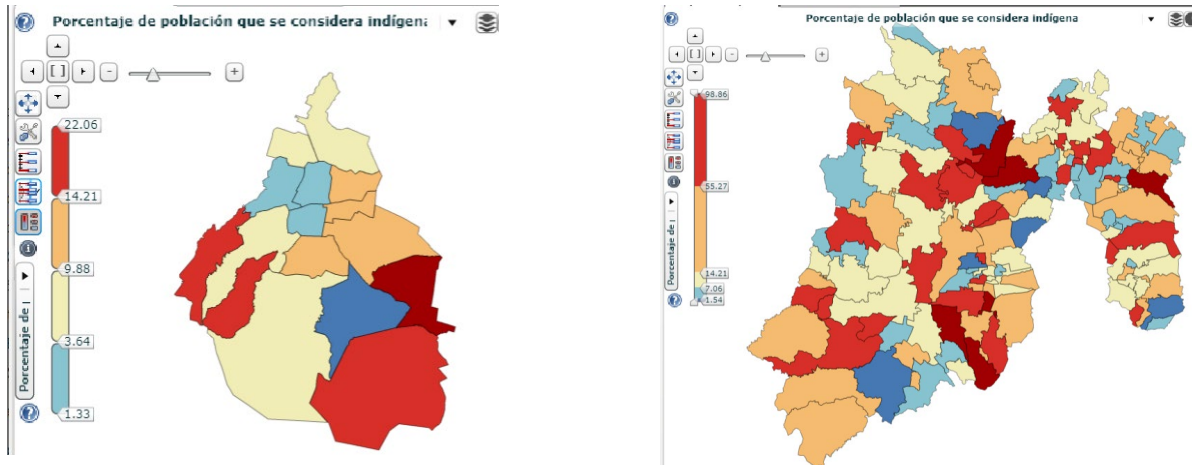 Porcentaje de población que se considera indígena
22.06
14.21
9.88
3.64
1.33
Porcentaje de
Porcentaje de población que se considera indígena
98.86
55.27
14.21
7.06
1.54
Porcentaje de